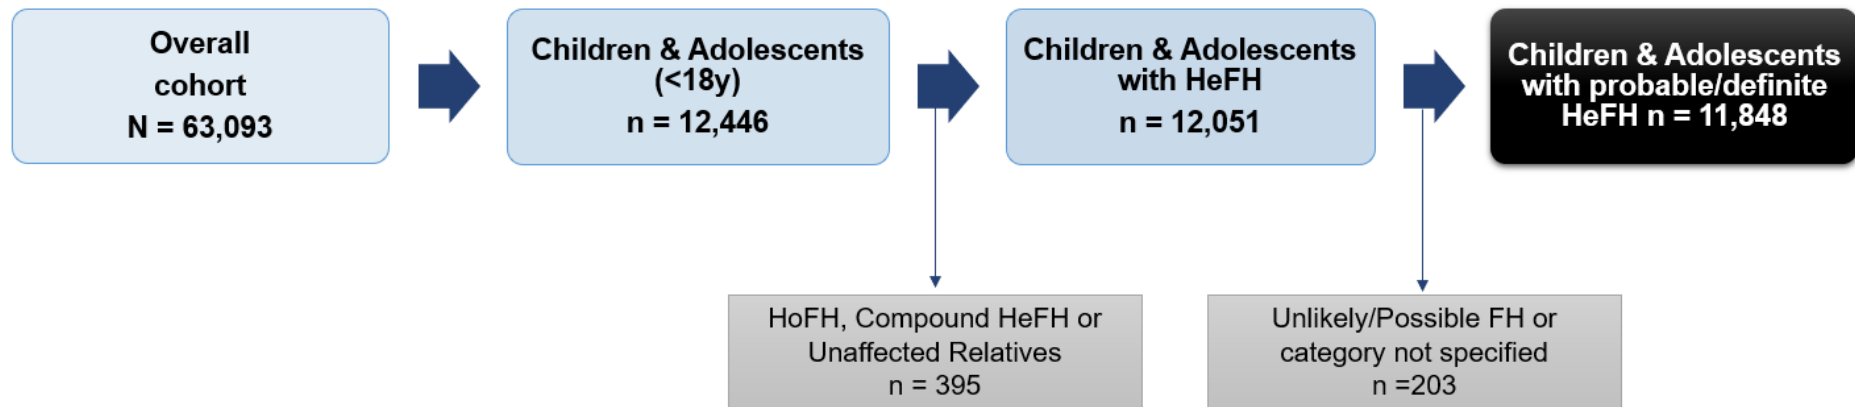 Overall
cohort
N = 63,093
Children & Adolescents
(<18y)
n = 12,446
Children & Adolescents
with HeFH
n = 12,051
Children & Adolescents
with probable/definite
HeFH n = 11,848
HoFH, Compound HeFH or
Unaffected Relatives
n = 395
Unlikely/Possible FH or
category not specified
n =203